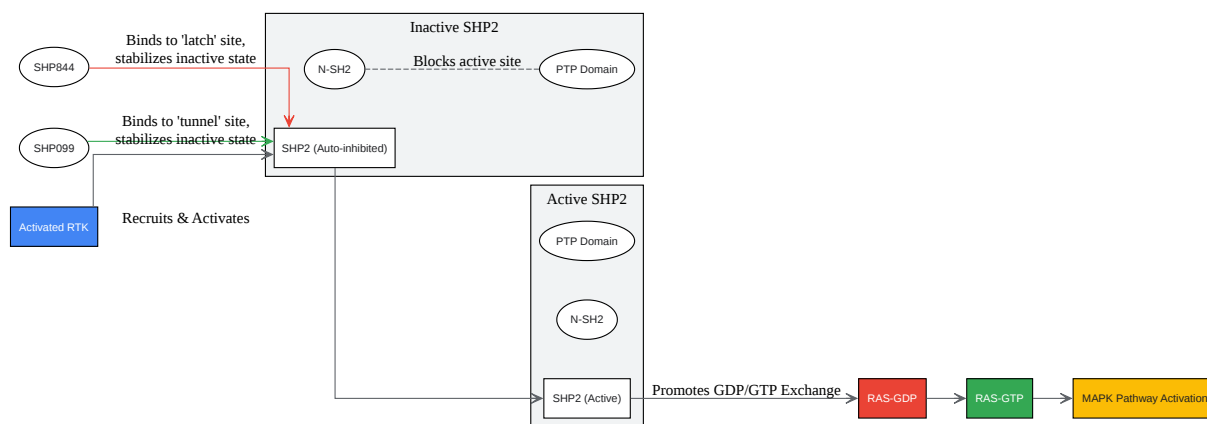 Inactive SHP2
Binds to 'latch' site,
stabilizes inactive state
SHP844
N-SH2
Blocks active site
PTP Domain
Binds to 'tunnel' site,
stabilizes inactive state
SHP099
SHP2 (Auto-inhibited)
Activated RTK
Recruits & Activates
Active SHP2
PTP Domain
N-SH2
SHP2 (Active)
Promotes GDP/GTP Exchange
RAS-GDP
RAS-GTP
MAPK Pathway Activation